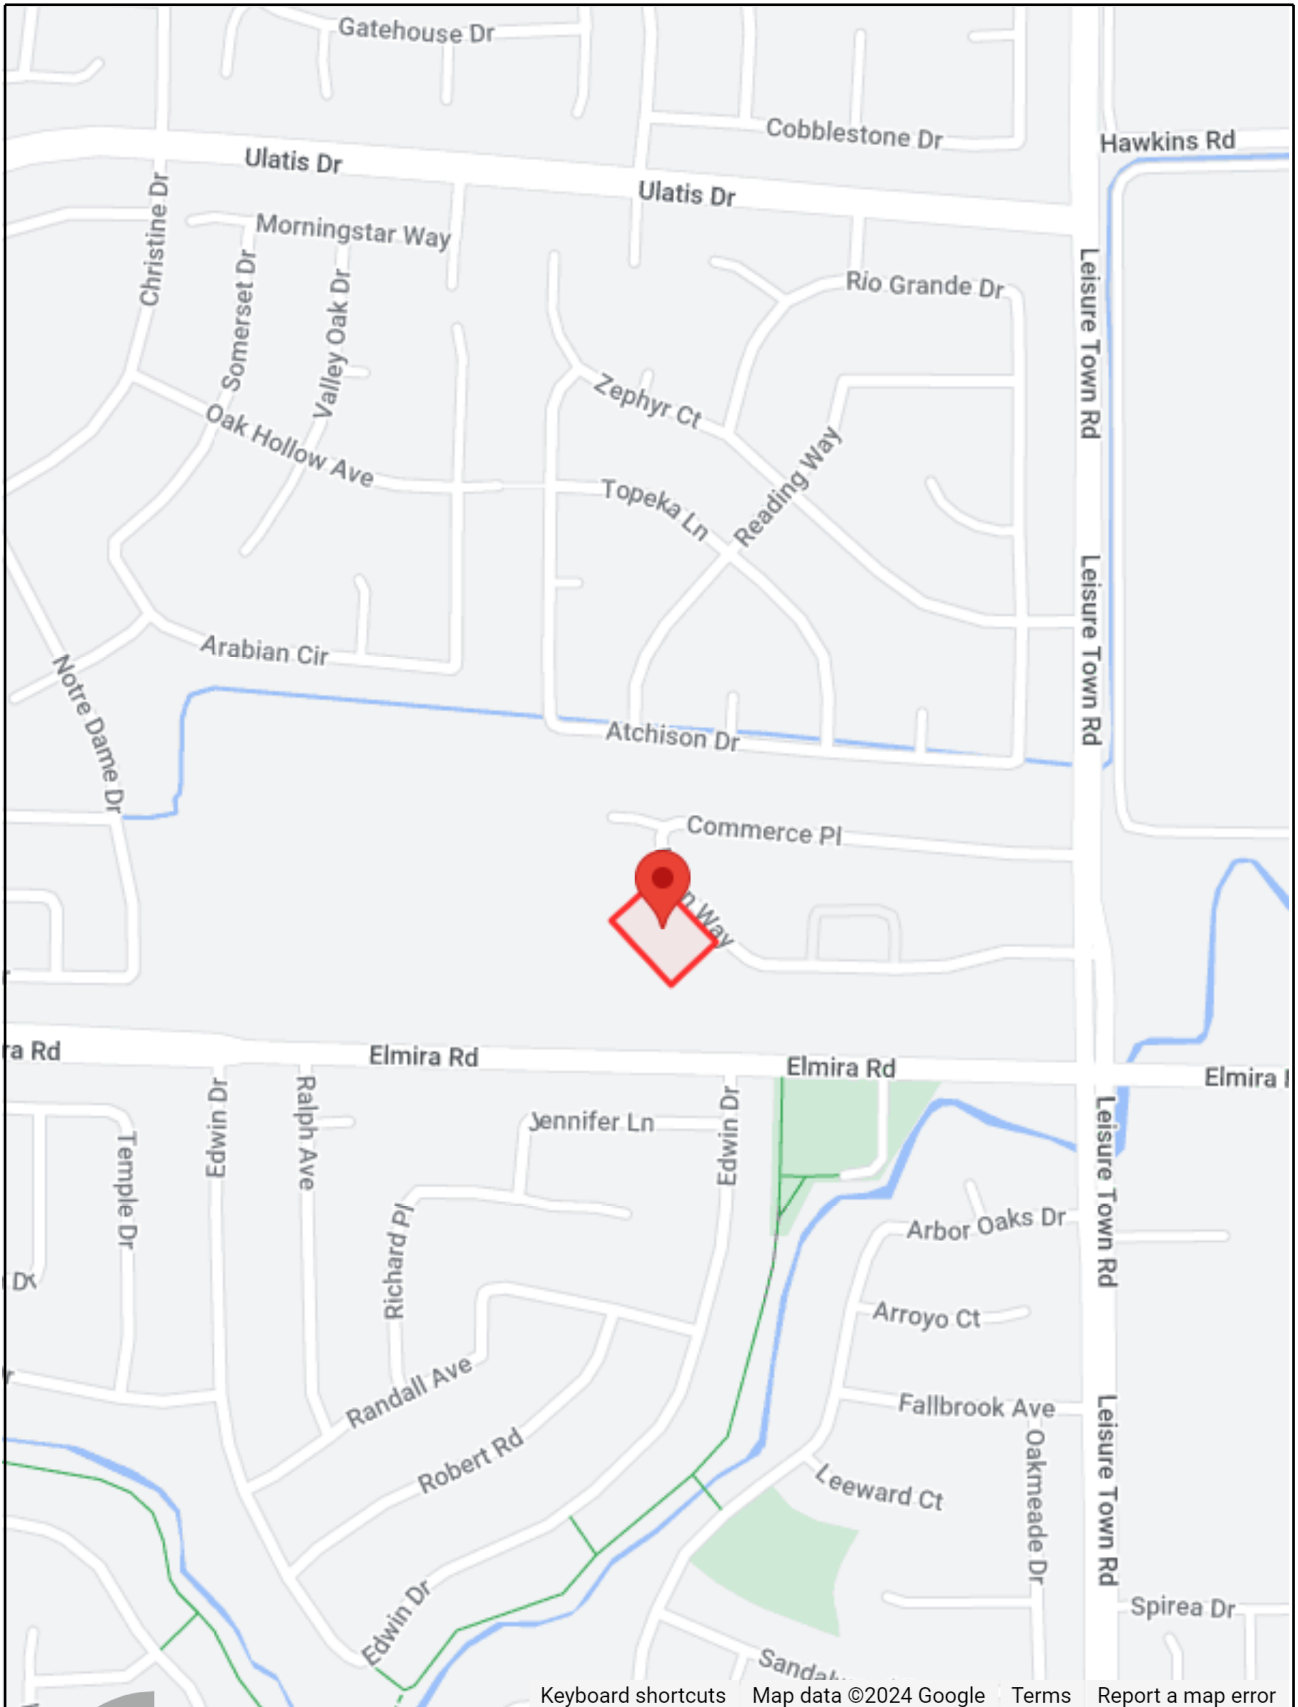 Gatehouse Dr
Cobblestone Dr
Hawkins Rd
Ulatis Dr
Ulatis Dr
Christine Dr
Morningstar Way
Somerset Dr
Valley Oak Dr
Rio Grande Dr
Leisure Town Rd
Zephyr Ct
Oak Hollow Ave
Reading Way
Topeka Ln
Leisure Town Rd
Arabian Cir
Notre Dame Dr
Atchison Dr
Commerce Pl
n Way
ra Rd
Elmira Rd
Elmira Rd
Elmira
Edwin Dr
Ralph Ave
Jennifer Ln
Edwin Dr
Temple Dr
Leisure Town Rd
Richard Pl
Arbor Oaks Dr
Arroyo Ct
Randall Ave
Fallbrook Ave
Leisure Town Rd
Robert Rd
Leeward Ct
Oakmeade Dr
Edwin Dr
Spirea Dr
Keyboard shortcuts Map data ©2024 Google Terms Report a map error